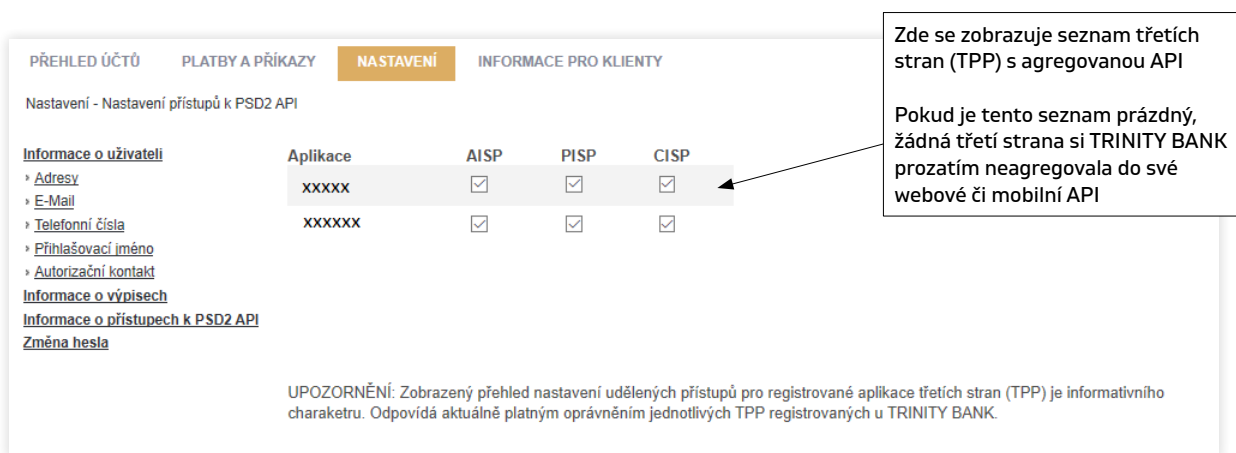 PŘEHLED ÚČTŮ PLATBY A PŘÍKAZY NASTAVENÍ INFORMACE PRO KLIENTY
Nastavení - Nastavení přístupů k PSD2 API
Zde se zobrazuje seznam třetích
stran (TPP) s agregovanou API
Pokud je tento seznam prázdný,
žádná třetí strana si TRINITY BANK
prozatím neagregovala do své
webové či mobilní API
Informace o uživateli
› Adresy
› E-Mail
› Telefonní čísla
› Přihlašovací jméno
› Autorizační kontakt
Informace o výpisech
Informace o přístupech k PSD2 API
Změna hesla
Aplikace AISP PISP CISP
xxxxx
xxxxxx
UPOZORNĚNÍ: Zobrazený přehled nastavení udělených přístupů pro registrované aplikace třetích stran (TPP) je informativního
charaketru. Odpovídá aktuálně platným oprávněním jednotlivých TPP registrovaných u TRINITY BANK.